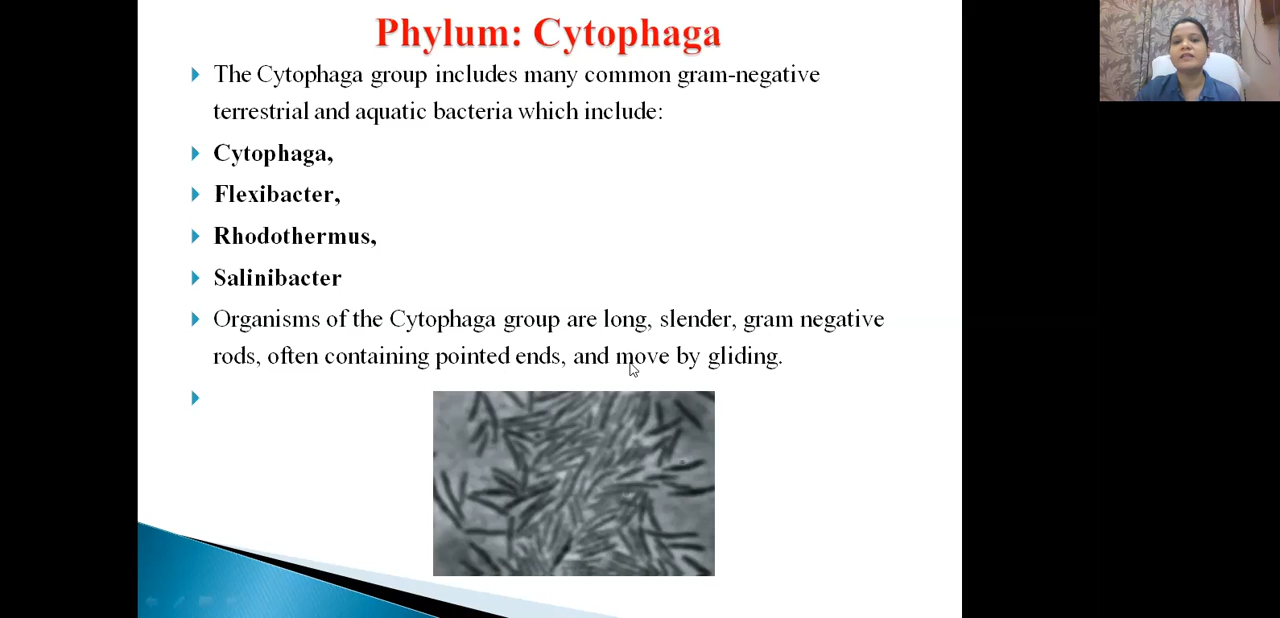 Phylum: Cytophaga
The Cytophaga group includes many common gram-negative
terrestrial and aquatic bacteria which include:
Cytophaga,
Flexibacter,
Rhodothermus,
Salinibacter
Organisms of the Cytophaga group are long, slender, gram negative
rods, often containing pointed ends, and move by gliding.